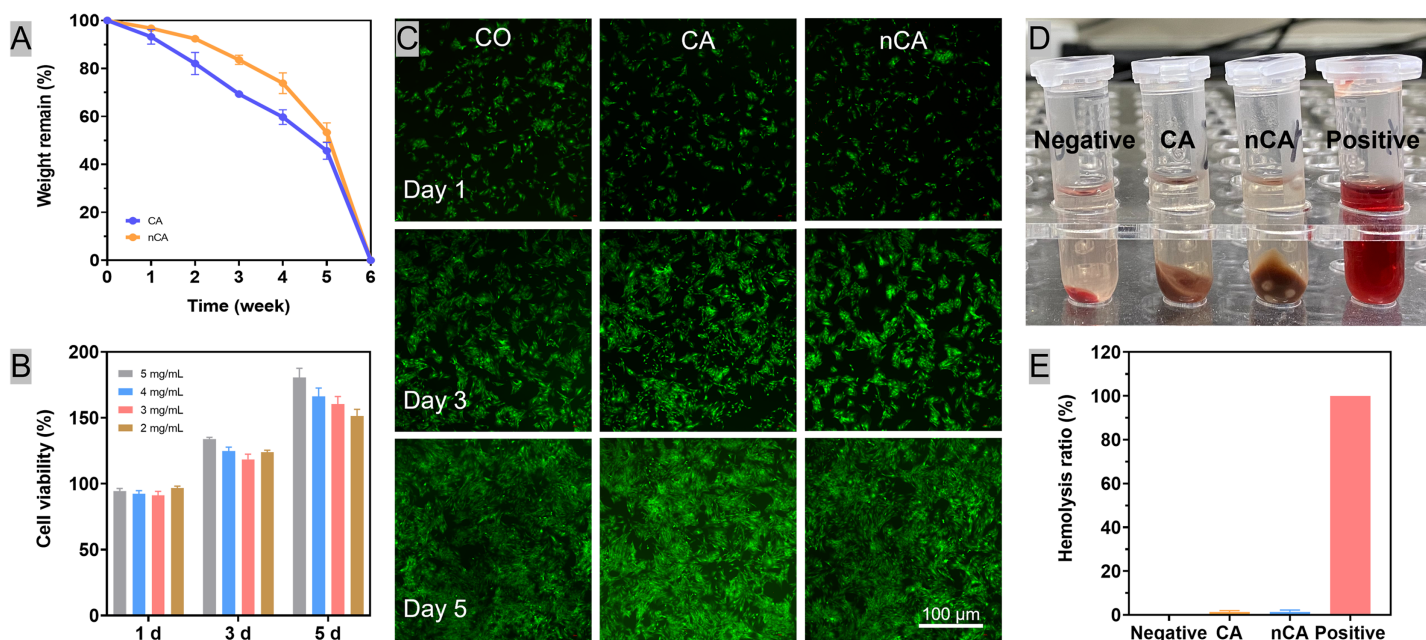 A
100
80
60
40
20
0
Weight remain (%)
CA
nCA
0 1 2 3 4 5 6
Time (week)
B
200
150
100
50
0
Cell viability (%)
5 mg/mL
4 mg/mL
3 mg/mL
2 mg/mL
1 d 3 d 5 d
C
CO CA nCA
Day 1
Day 3
Day 5
100 µm
D
Negative CA nCA Positive
E
120
100
80
60
40
20
0
Hemolysis ratio (%)
Negative CA nCA Positive